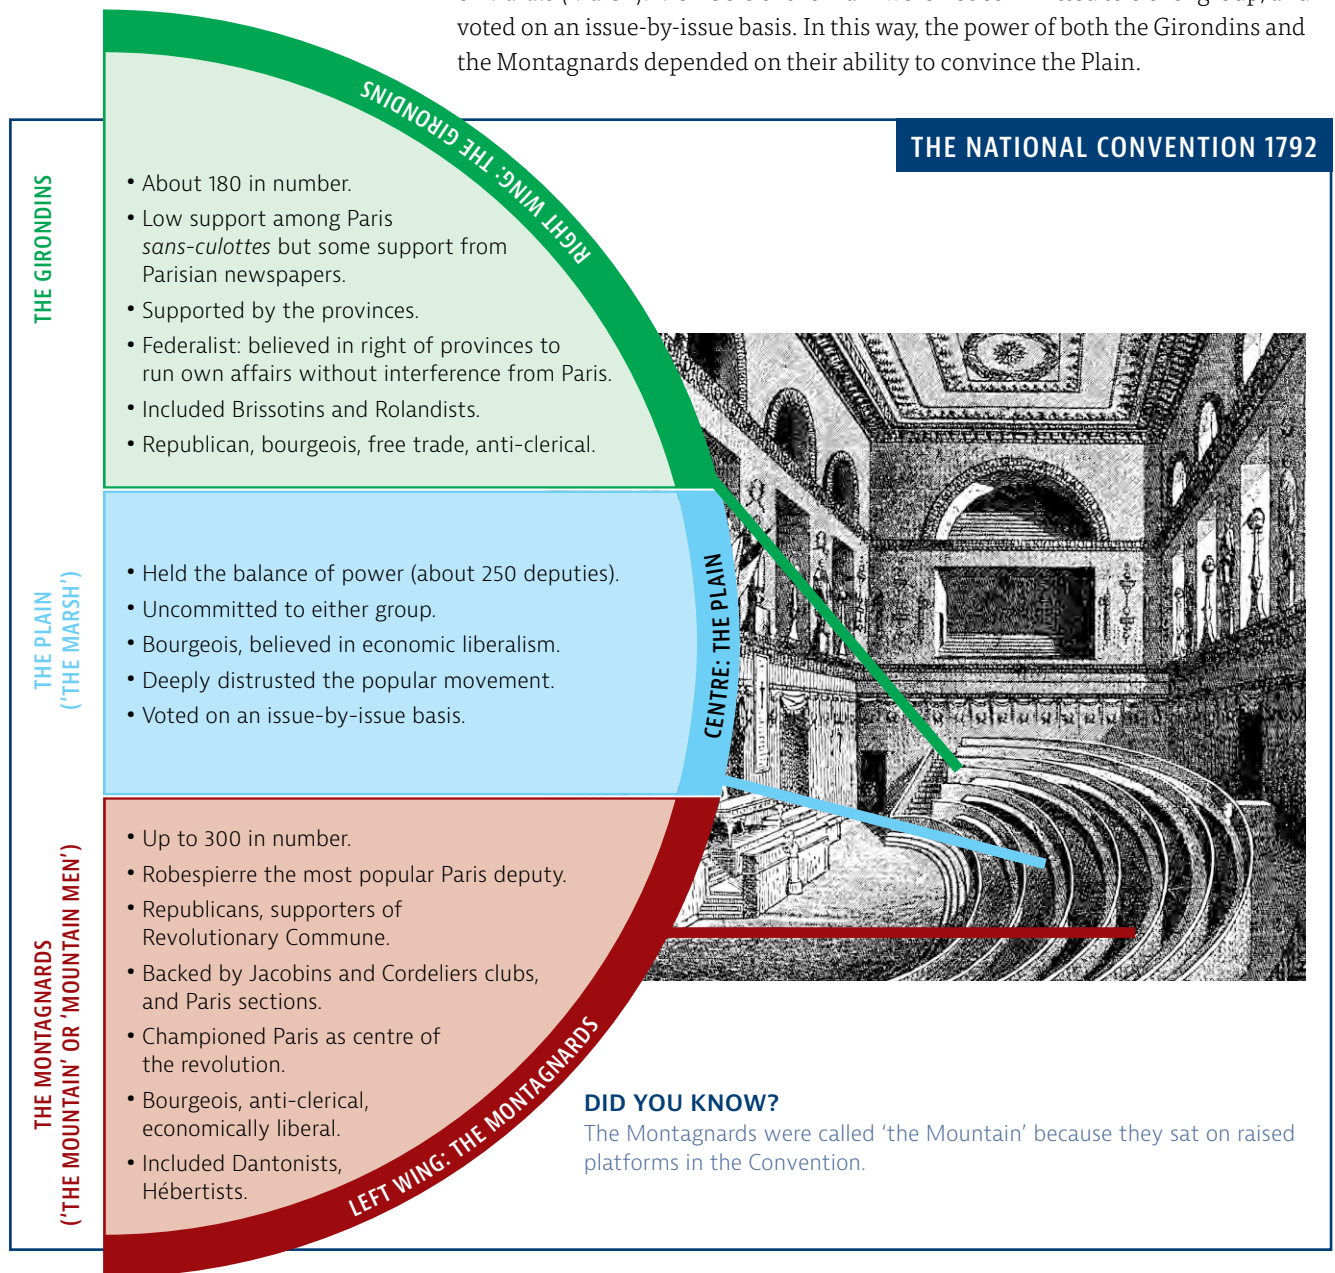 voted on an issue-by-issue basis. In this way, the power of both the Girondins and
the Montagnards depended on their ability to convince the Plain.
THE NATIONAL CONVENTION 1792
THE GIRONDINS
RIGHT WING: THE GIRONDINS
• About 180 in number.
• Low support among Paris
sans-culottes but some support from
Parisian newspapers.
• Supported by the provinces.
• Federalist: believed in right of provinces to
run own affairs without interference from Paris.
• Included Brissotins and Rolandists.
• Republican, bourgeois, free trade, anti-clerical.
THE PLAIN
(‘THE MARSH’)
CENTRE: THE PLAIN
• Held the balance of power (about 250 deputies).
• Uncommitted to either group.
• Bourgeois, believed in economic liberalism.
• Deeply distrusted the popular movement.
• Voted on an issue-by-issue basis.
THE MONTAGNARDS
(‘THE MOUNTAIN’ OR ‘MOUNTAIN MEN’)
LEFT WING: THE MONTAGNARDS
• Up to 300 in number.
• Robespierre the most popular Paris deputy.
• Republicans, supporters of
Revolutionary Commune.
• Backed by Jacobins and Cordeliers clubs,
and Paris sections.
• Championed Paris as centre of
the revolution.
• Bourgeois, anti-clerical,
economically liberal.
• Included Dantonists,
Hébertists.
DID YOU KNOW?
The Montagnards were called ‘the Mountain’ because they sat on raised
platforms in the Convention.